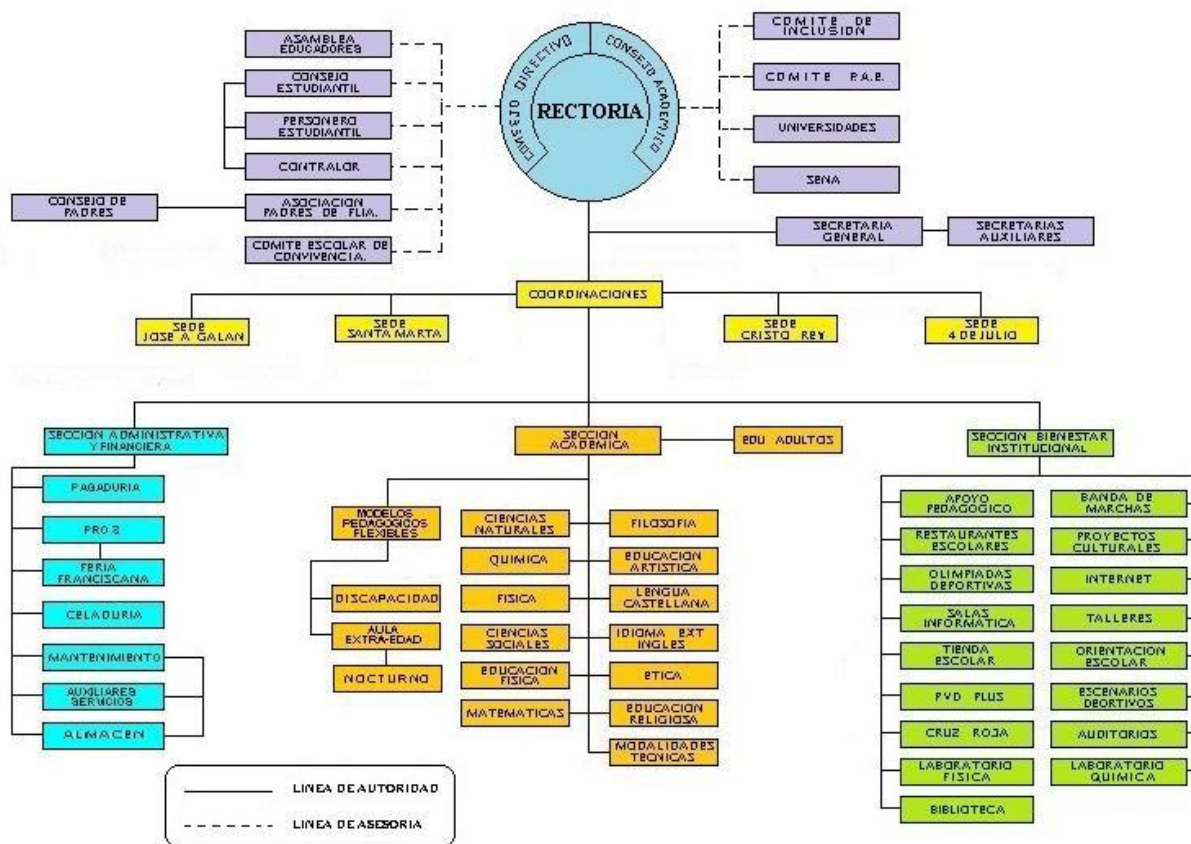 CONSEJO DIRECTIVO
CONSEJO ACADEMICO
RECTORIA
ASAMBLEA
EDUCADORES
CONSEJO
ESTUDIANTIL
PERSONERO
ESTUDIANTIL
CONTRALOR
CONSEJO DE
PADRES
ASOCIACION
PADRES DE FLIA.
COMITE ESCOLAR DE
CONVIVENCIA.
COMITE DE
INCLUSION
COMITE P.A.E.
UNIVERSIDADES
SENA
SECRETARIA
GENERAL
SECRETARIAS
AUXILIARES
COORDINACIONES
SEDE
JOSE A GALAN
SEDE
SANTA MARTA
SEDE
CRISTO REY
SEDE
4 DE JULIO
SECCION ADMINISTRATIVA
Y FINANCIERA
PAGADURIA
PRO S
FERIA
FRANCISCANA
CELADURIA
MANTENIMIENTO
AUXILIARES
SERVICIOS
ALMACEN
SECCION
ACADEMICA
EDU ADULTOS
MODELOS
PEDAGOGICOS
FLEXIBLES
DISCAPACIDAD
AULA
EXTRA-EDAD
NOCTURNO
CIENCIAS
NATURALES
QUIMICA
FISICA
CIENCIAS
SOCIALES
EDUCACION
FISICA
MATEMATICAS
FILOSOFIA
EDUCACION
ARTISTICA
LENGUA
CASTELLANA
IDIOMA EXT
INGLES
ETICA
EDUCACION
RELIGIOSA
MODALIDADES
TECNICAS
SECCION BIENESTAR
INSTITUCIONAL
APOYO
PEDAGOGICO
RESTAURANTES
ESCOLARES
OLIMPIADAS
DEPORTIVAS
SALAS
INFORMATICA
TIENDA
ESCOLAR
PVD PLUS
CRUZ ROJA
LABORATORIO
FISICA
BIBLIOTECA
BANDA DE
MARCHAS
PROYECTOS
CULTURALES
INTERNET
TALLERES
ORIENTACION
ESCOLAR
ESCENARIOS
DEORTIVOS
AUDITORIOS
LABORATORIO
QUIMICA
LINEA DE AUTORIDAD
LINEA DE ASESORIA